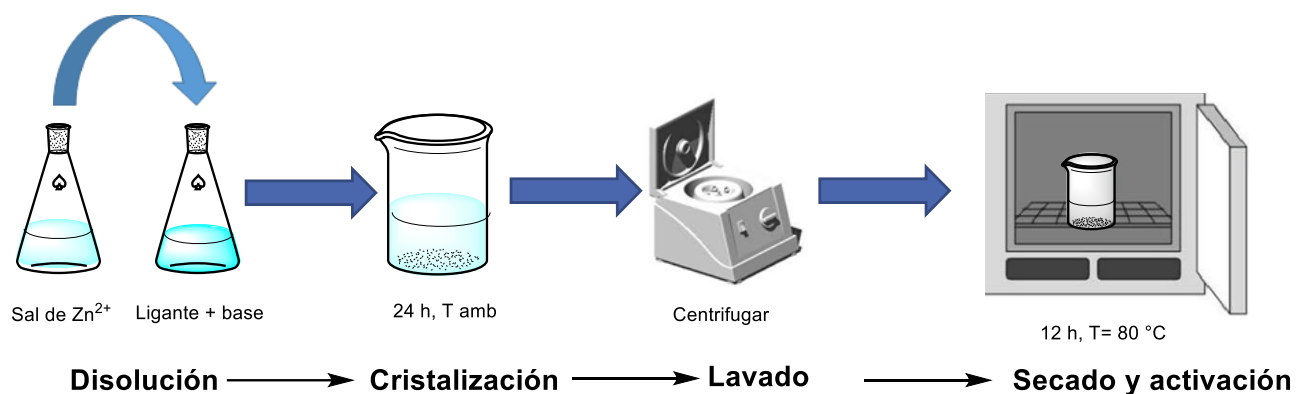 Sal de Zn2+
Ligante + base
24 h, T amb
Centrifugar
12 h, T= 80 °C
Disolución
Cristalización
Lavado
Secado y activación